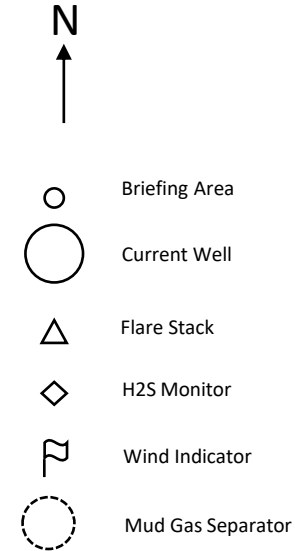 N
Briefing Area
Current Well
Flare Stack
H2S Monitor
Wind Indicator
Mud Gas Separator